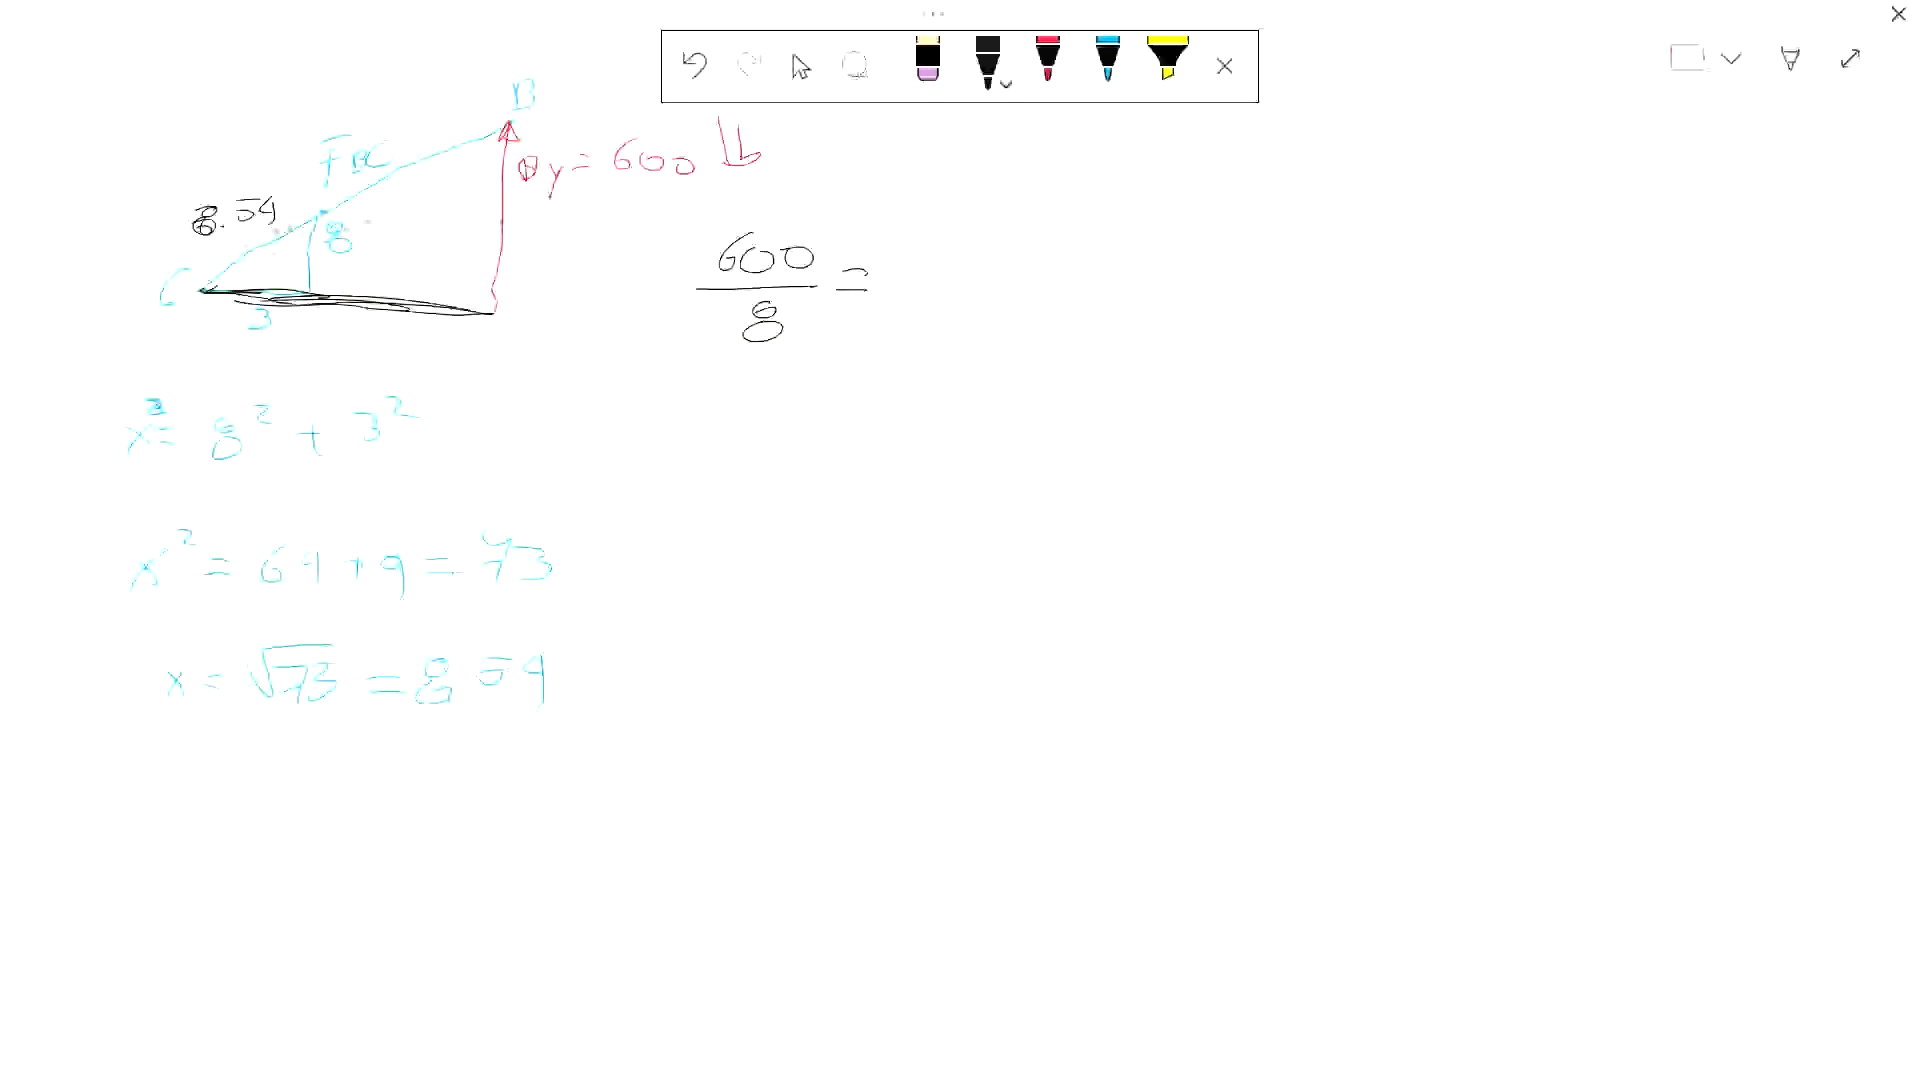 B
FBC
By = 600
8.54
8
C
3
600
8
=
x² = 8² + 3²
x² = 64 + 9 = 73
x = √73 = 8 54